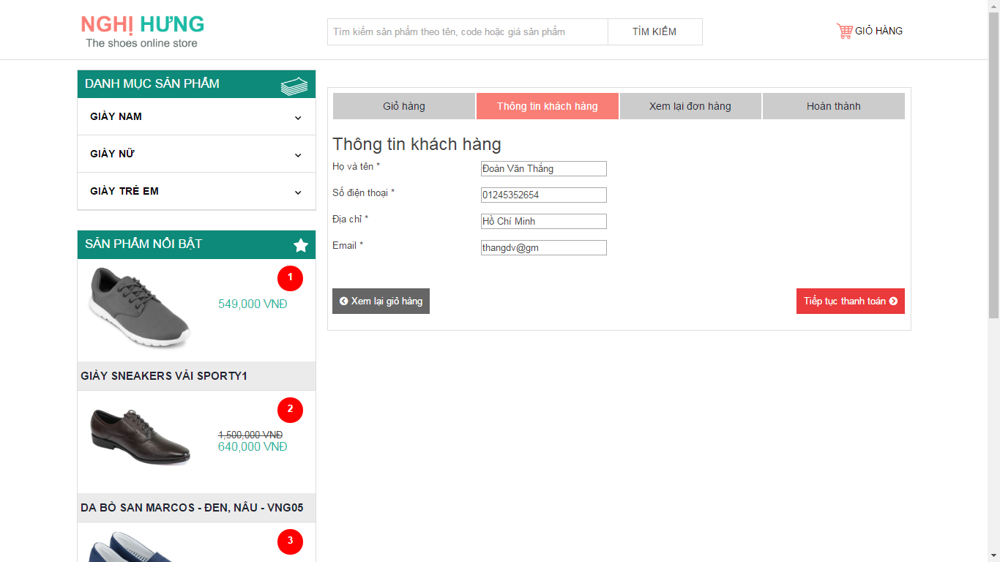 NGHỊ HƯNG
The shoes online store
Tìm kiếm sản phẩm theo tên, code hoặc giá sản phẩm
TÌM KIẾM
GIỎ HÀNG
DANH MỤC SẢN PHẨM
GIÀY NAM
GIÀY NỮ
GIÀY TRẺ EM
SẢN PHẨM NỔI BẬT
1
549,000 VNĐ
GIÀY SNEAKERS VẢI SPORTY1
2
1,500,000 VNĐ
640,000 VNĐ
DA BÒ SAN MARCOS - ĐEN, NÂU - VNG05
3
Giỏ hàng
Thông tin khách hàng
Xem lại đơn hàng
Hoàn thành
Thông tin khách hàng
Họ và tên *
Đoàn Văn Thắng
Số điện thoại *
01245352654
Địa chỉ *
Hồ Chí Minh
Email *
thangdv@gm
Xem lại giỏ hàng
Tiếp tục thanh toán